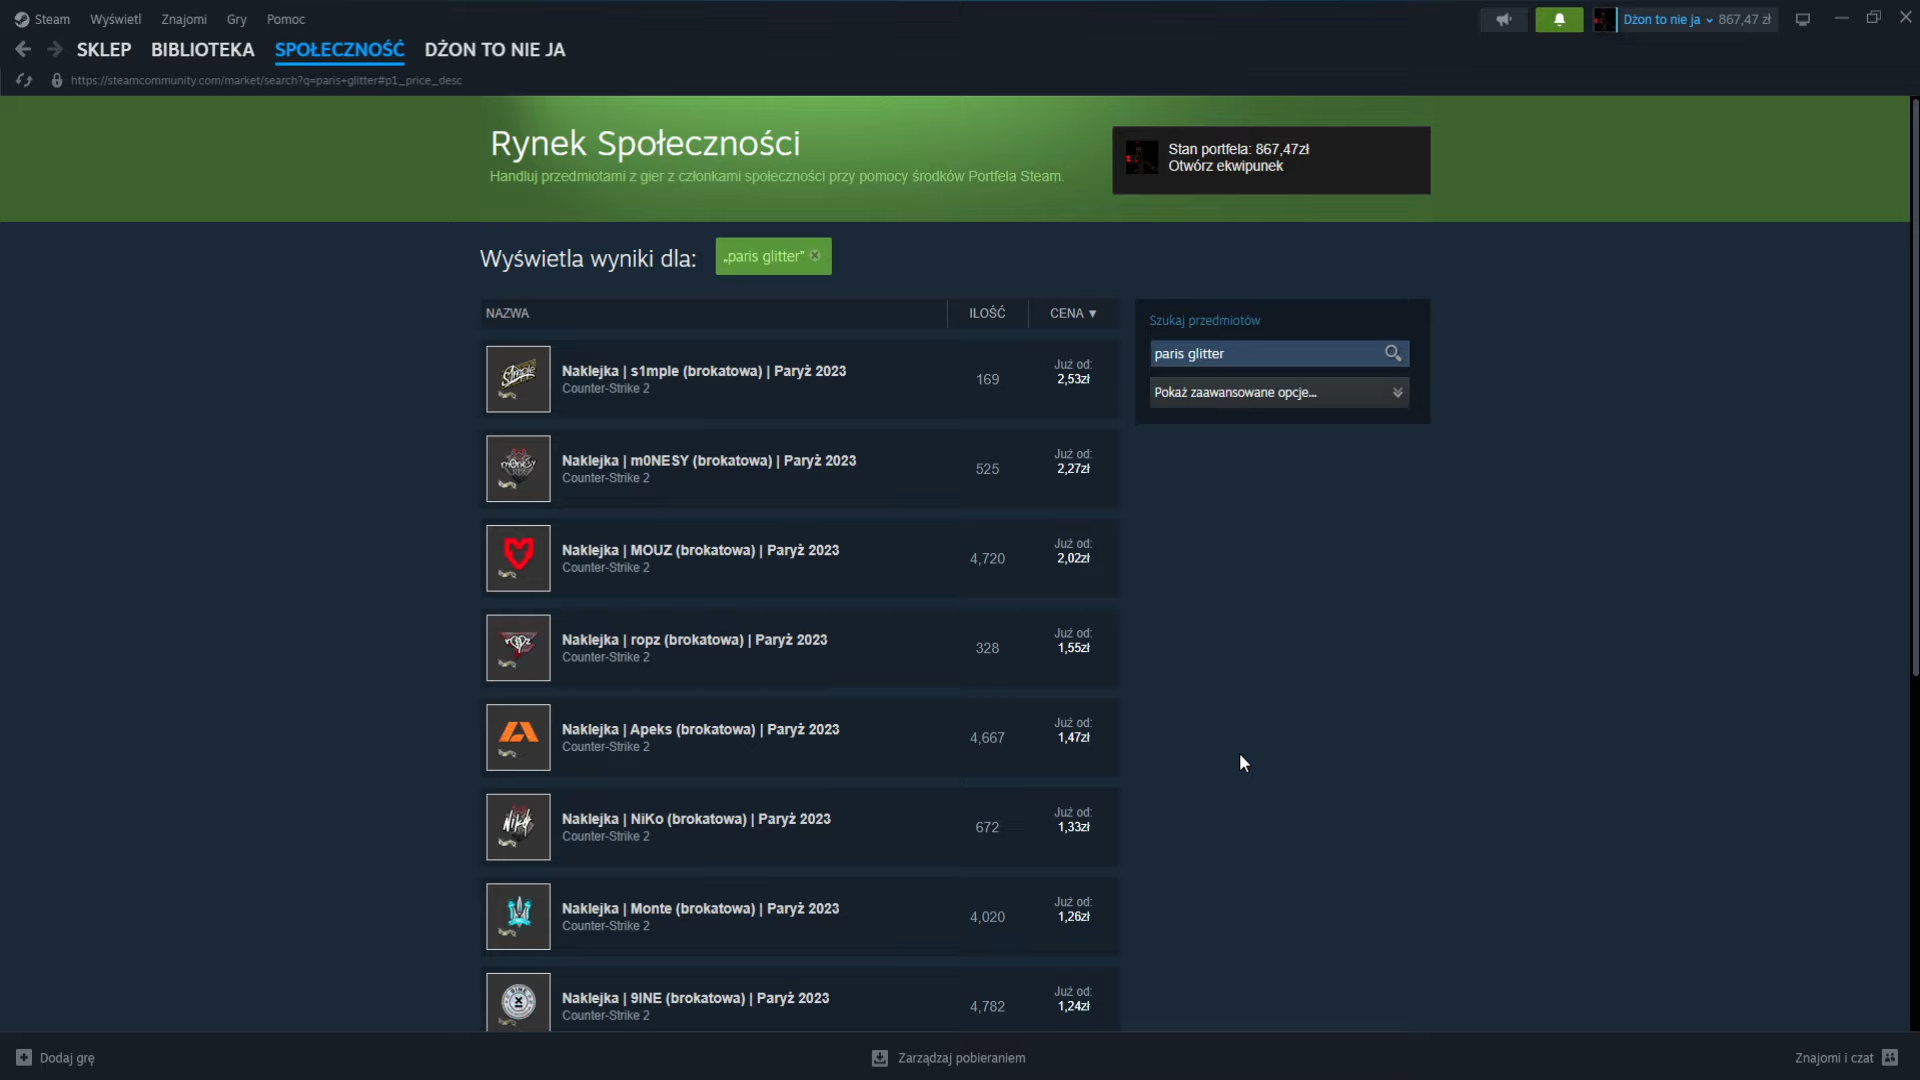 Steam Wyświetl Znajomi Gry Pomoc
Dżon to nie ja 867,47 zł
SKLEP BIBLIOTEKA SPOŁECZNOŚĆ DŻON TO NIE JA
https://steamcommunity.com/market/search?q=paris+glitter#p1_price_desc
Rynek Społeczności
Handluj przedmiotami z gier z członkami społeczności przy pomocy środków Portfela Steam.
Stan portfela: 867,47zł
Otwórz ekwipunek
Wyświetla wyniki dla: „paris glitter”
NAZWA ILOŚĆ CENA ▼
Szukaj przedmiotów
paris glitter
Pokaż zaawansowane opcje...
Naklejka | s1mple (brokatowa) | Paryż 2023
Counter-Strike 2
169
Już od:
2,53zł
Naklejka | m0NESY (brokatowa) | Paryż 2023
Counter-Strike 2
525
Już od:
2,27zł
Naklejka | MOUZ (brokatowa) | Paryż 2023
Counter-Strike 2
4,720
Już od:
2,02zł
Naklejka | ropz (brokatowa) | Paryż 2023
Counter-Strike 2
328
Już od:
1,55zł
Naklejka | Apeks (brokatowa) | Paryż 2023
Counter-Strike 2
4,667
Już od:
1,47zł
Naklejka | NiKo (brokatowa) | Paryż 2023
Counter-Strike 2
672
Już od:
1,33zł
Naklejka | Monte (brokatowa) | Paryż 2023
Counter-Strike 2
4,020
Już od:
1,26zł
Naklejka | 9INE (brokatowa) | Paryż 2023
Counter-Strike 2
4,782
Już od:
1,24zł
Dodaj grę
Zarządzaj pobieraniem
Znajomi i czat